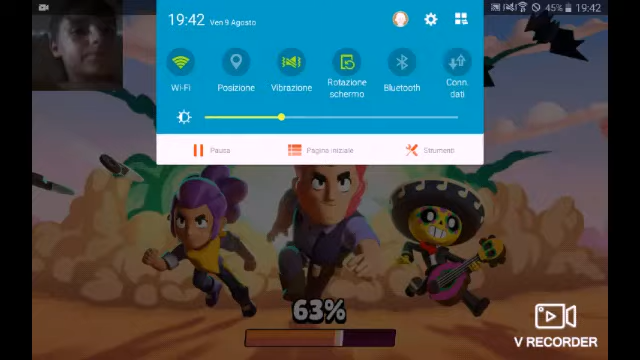 19:42 Ven 9 Agosto
45% 19:42
Wi-Fi
Posizione
Vibrazione
Rotazione
schermo
Bluetooth
Conn.
dati
Pausa
Pagina iniziale
Strumenti
63%
V RECORDER